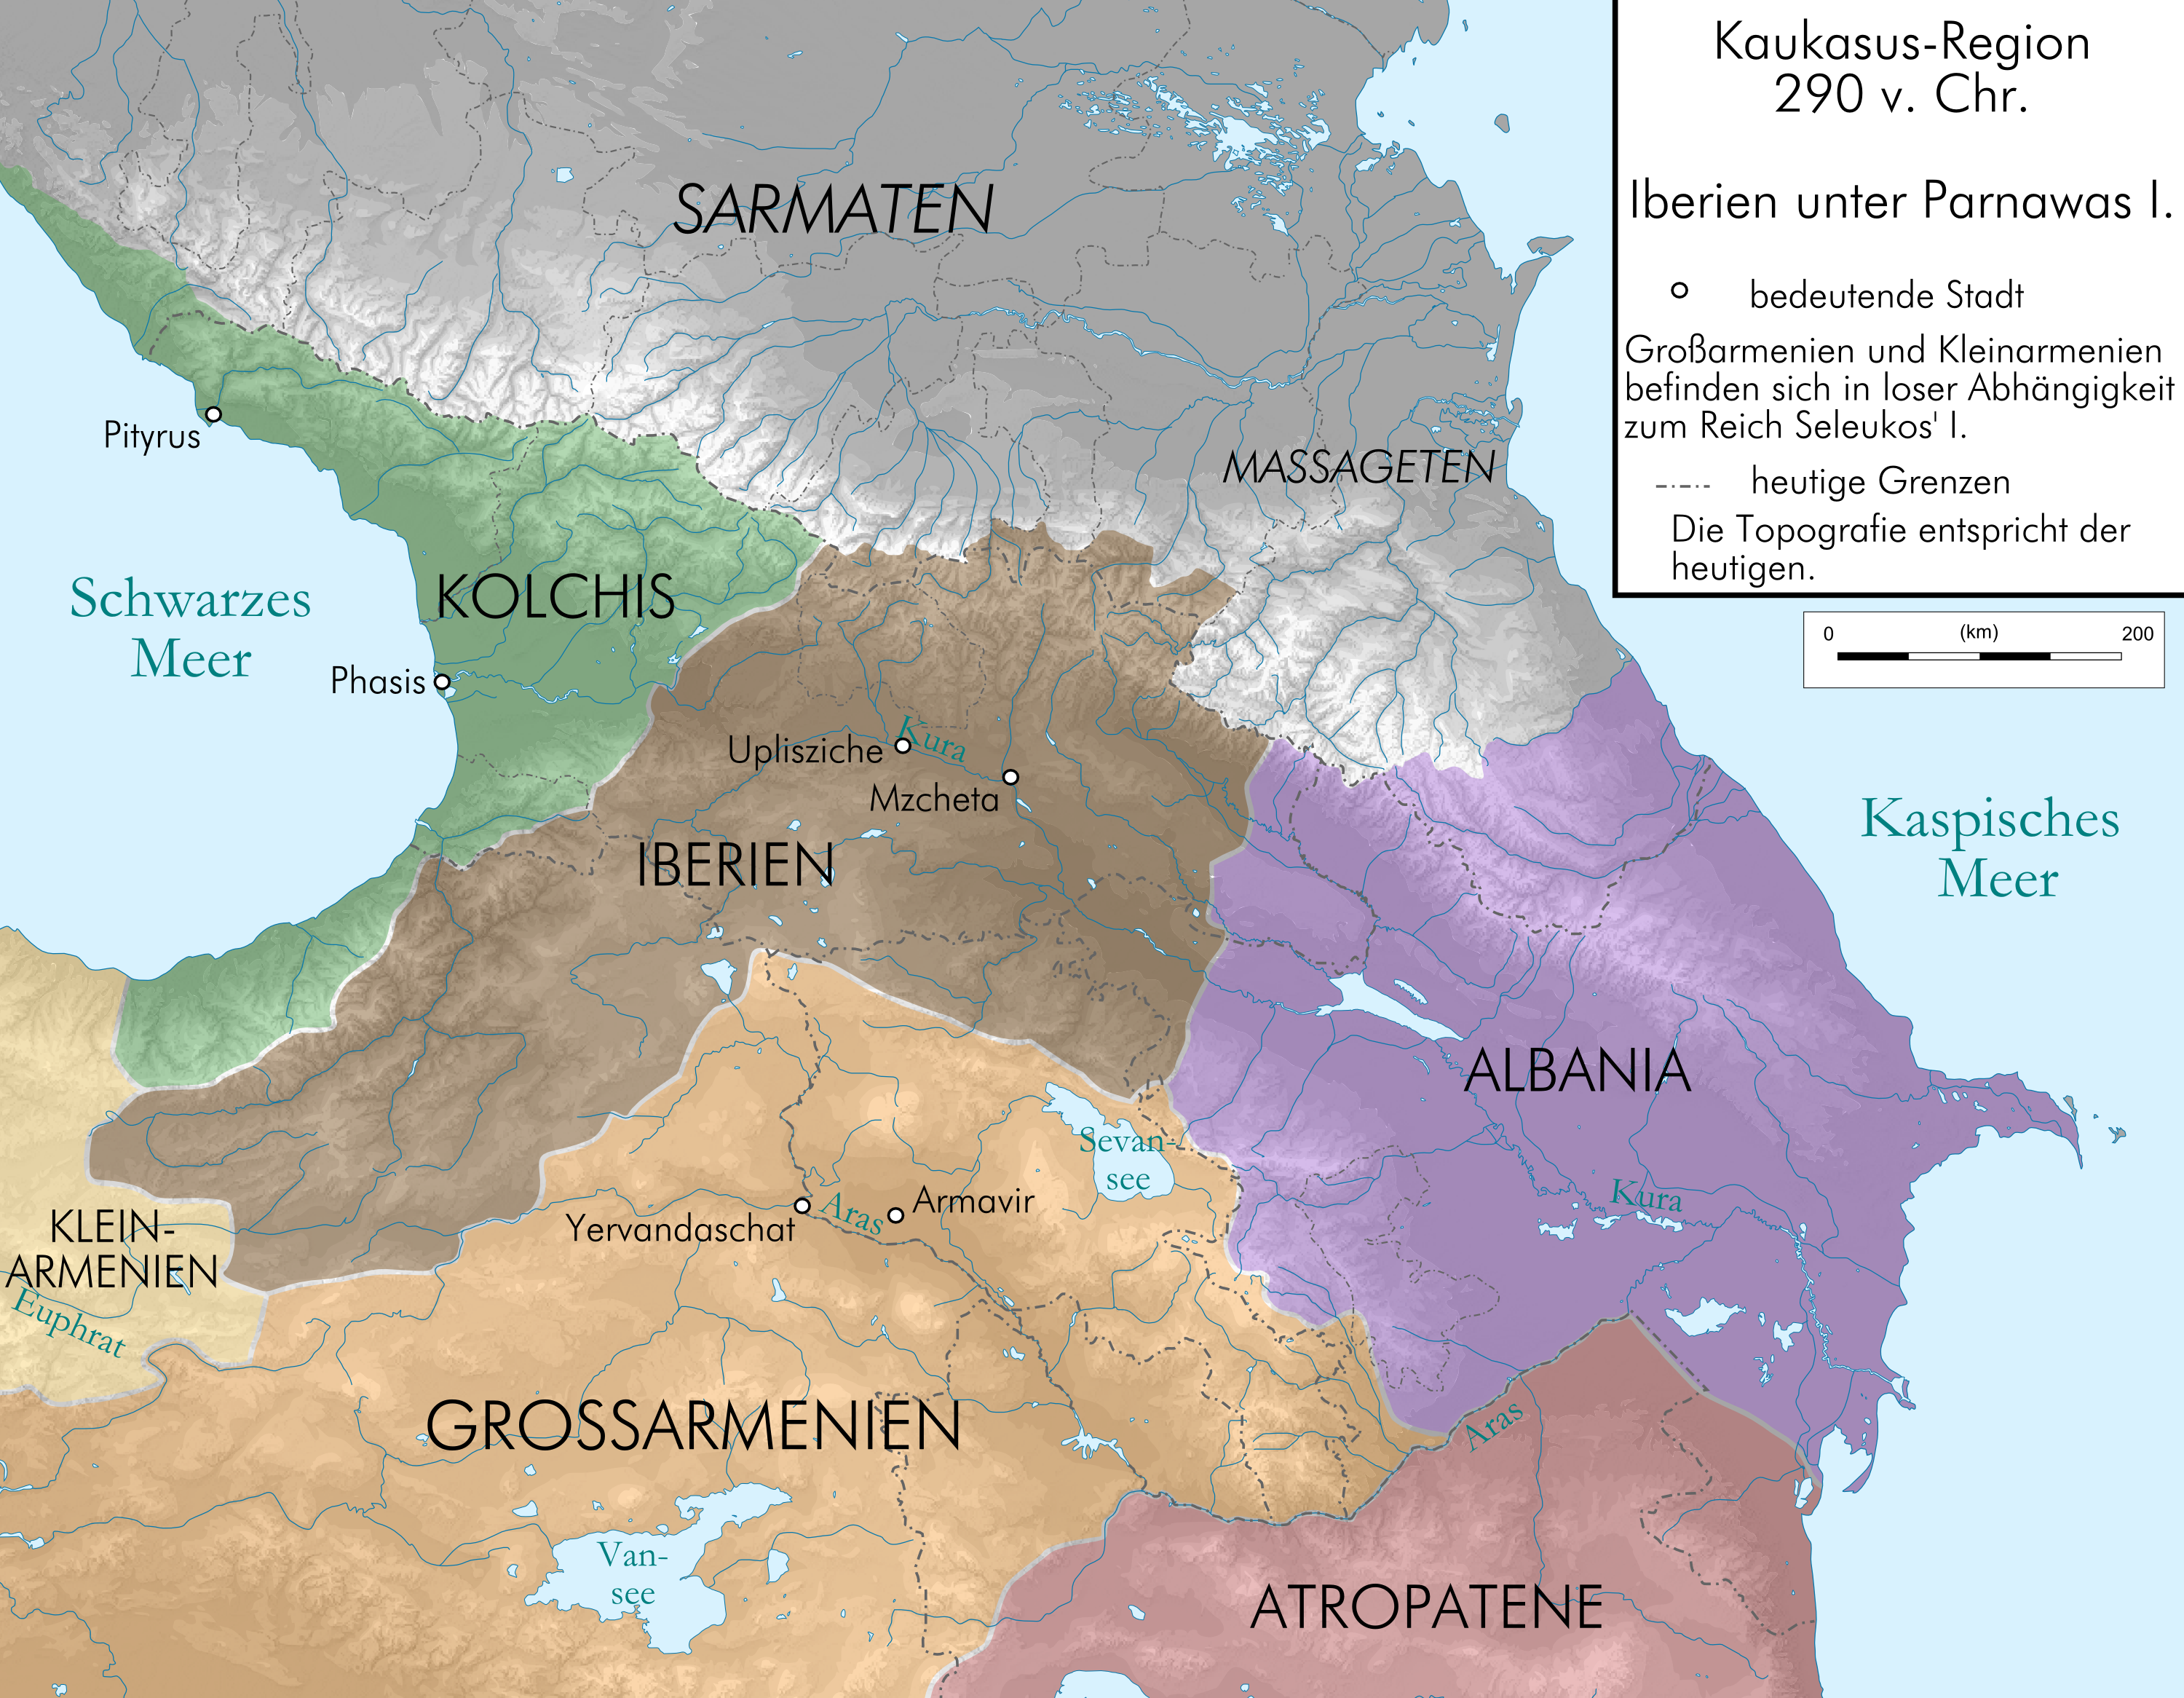 Kaukasus-Region
290 v. Chr.
Iberien unter Parnawas I.
bedeutende Stadt
Großarmenien und Kleinarmenien
befinden sich in loser Abhängigkeit
zum Reich Seleukos' I.
heutige Grenzen
Die Topografie entspricht der
heutigen.
0 (km) 200
SARMATEN
MASSAGETEN
Pityrus
KOLCHIS
Schwarzes
Meer
Phasis
Uplisziche
Kura
Mzcheta
IBERIEN
Kaspisches
Meer
ALBANIA
Sevan-
see
Kura
Yervandaschat
Aras
Armavir
KLEIN-
ARMENIEN
Euphrat
GROSSARMENIEN
Aras
Van-
see
ATROPATENE